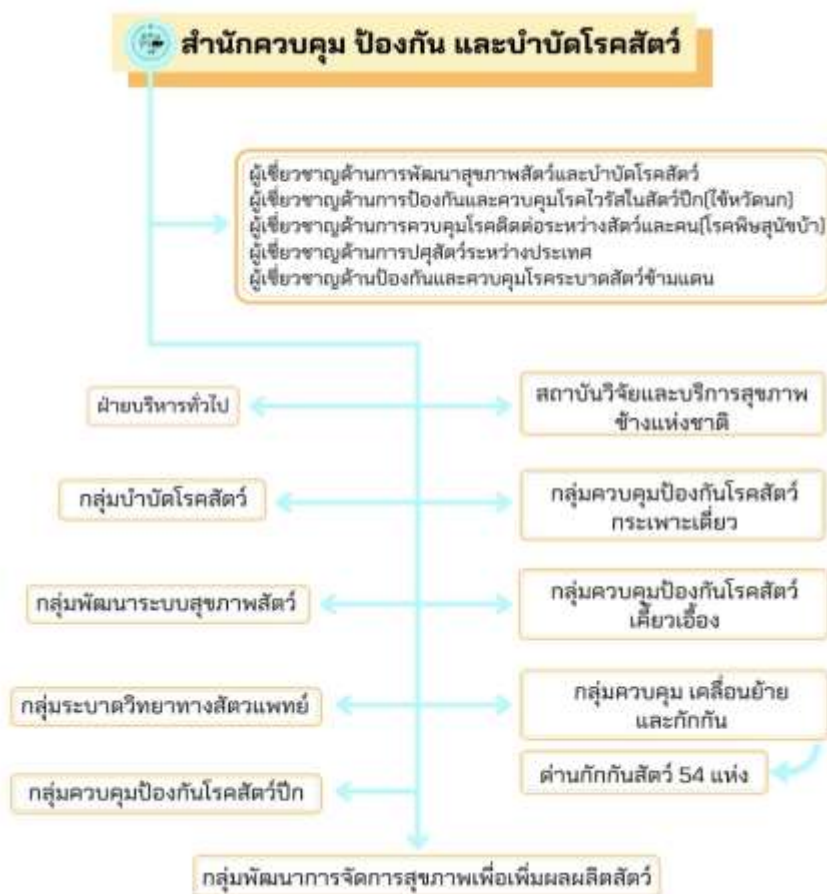 สำนักควบคุม ป้องกัน และบำบัดโรคสัตว์
ผู้เชี่ยวชาญด้านการพัฒนาสุขภาพสัตว์และบำบัดโรคสัตว์
ผู้เชี่ยวชาญด้านการป้องกันและควบคุมโรคไวรัสในสัตว์ปีก(ไข้หวัดนก)
ผู้เชี่ยวชาญด้านการควบคุมโรคติดต่อระหว่างสัตว์และคน(โรคพิษสุนัขบ้า)
ผู้เชี่ยวชาญด้านการปศุสัตว์ระหว่างประเทศ
ผู้เชี่ยวชาญด้านป้องกันและควบคุมโรคระบาดสัตว์ข้ามแดน
ฝ่ายบริหารทั่วไป
สถาบันวิจัยและบริการสุขภาพ
ช้างแห่งชาติ
กลุ่มบำบัดโรคสัตว์
กลุ่มควบคุมป้องกันโรคสัตว์
กระเพาะเดี่ยว
กลุ่มพัฒนาระบบสุขภาพสัตว์
กลุ่มควบคุมป้องกันโรคสัตว์
เคี้ยวเอื้อง
กลุ่มระบาดวิทยาทางสัตวแพทย์
กลุ่มควบคุม เคลื่อนย้าย
และกักกัน
กลุ่มควบคุมป้องกันโรคสัตว์ปีก
ด่านกักกันสัตว์ 54 แห่ง
กลุ่มพัฒนาการจัดการสุขภาพเพื่อเพิ่มผลผลิตสัตว์